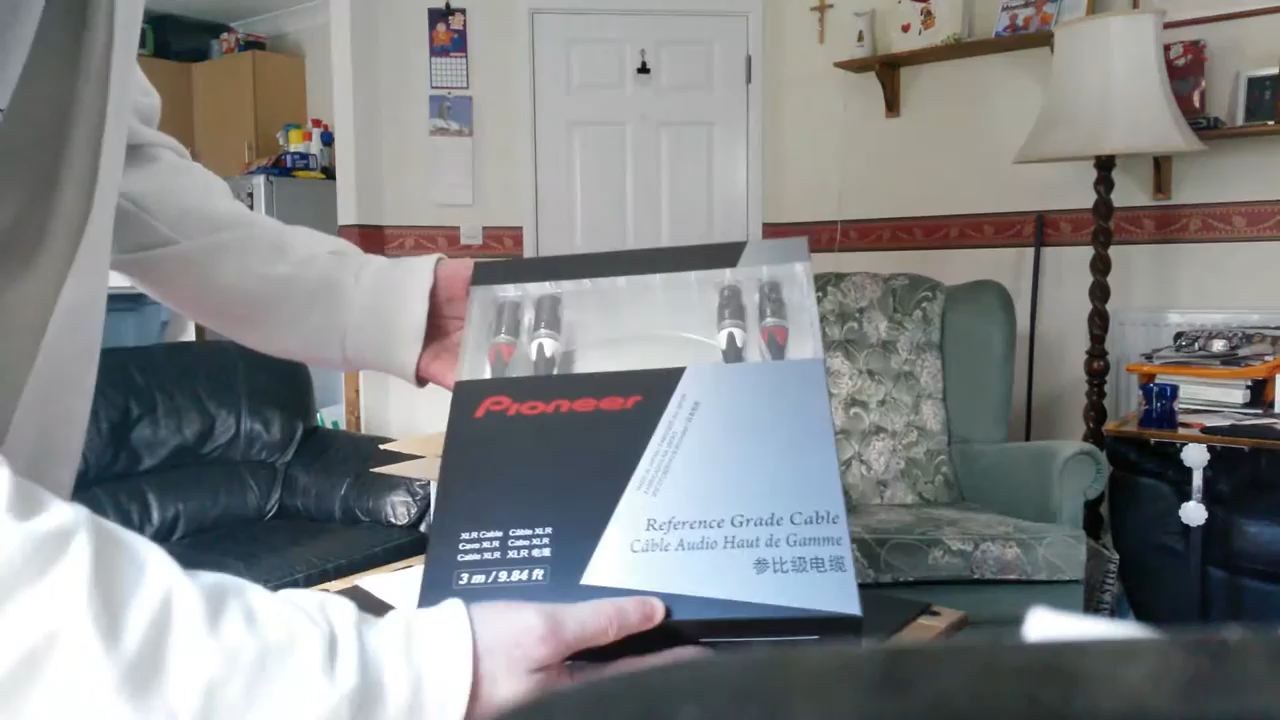 Pioneer
XLR Cable Câble XLR
Cavo XLR Cabo XLR
Cable XLR XLR 电缆
3 m / 9.84 ft
Reference Grade Cable
Câble Audio Haut de Gamme
参比级电缆